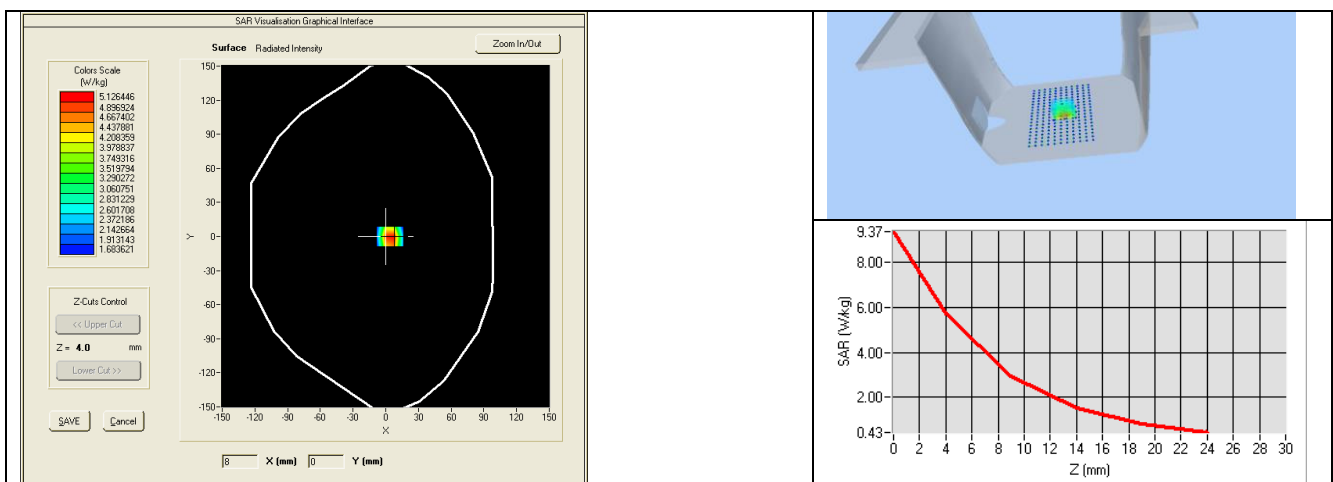 SAR Visualisation Graphical Interface
Surface Radiated Intensity
Zoom In/Out
Colors Scale
(W/kg)
5.126446
4.896924
4.667402
4.437881
4.208359
3.978837
3.749316
3.519794
3.290272
3.060751
2.831229
2.601708
2.372186
2.142664
1.913143
1.683621
Z-Cuts Control
<< Upper Cut
Z = 4.0 mm
Lower Cut >>
SAVE Cancel
150
120
90
60
30
0
-30
-60
-90
-120
-150
Y
-150 -120 -90 -60 -30 0 30 60 90 120 150
X
8 X (mm) 0 Y (mm)
9.37
8.00
6.00
4.00
2.00
0.43
SAR (W/kg)
0 2 4 6 8 10 12 14 16 18 20 22 24 26 28 30
Z (mm)